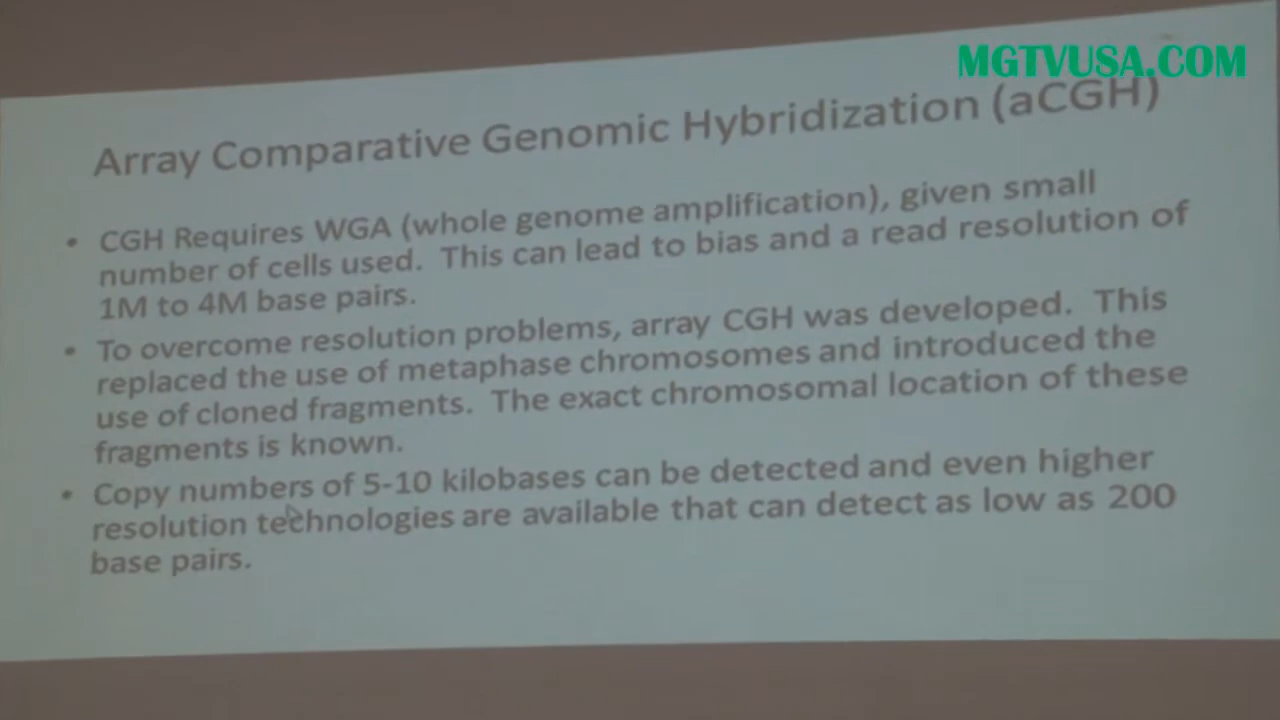 MGTVUSA.COM
Array Comparative Genomic Hybridization (aCGH)
• CGH Requires WGA (whole genome amplification), given small
number of cells used. This can lead to bias and a read resolution of
1M to 4M base pairs.
• To overcome resolution problems, array CGH was developed. This
replaced the use of metaphase chromosomes and introduced the
use of cloned fragments. The exact chromosomal location of these
fragments is known.
• Copy numbers of 5-10 kilobases can be detected and even higher
resolution technologies are available that can detect as low as 200
base pairs.